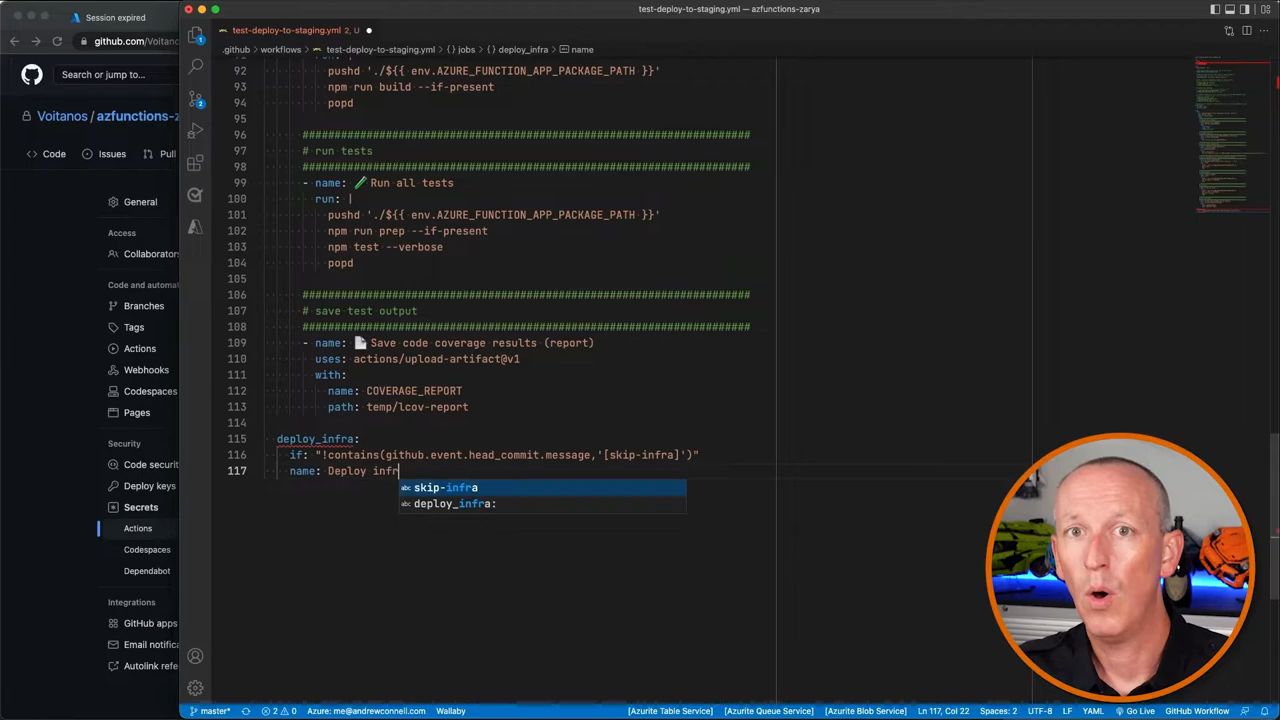 Session expired
github.com/Voitano
Search or jump to...
Voitanos / azfunctions-z
Code
Issues
Pull
General
Access
Collaborators
Code and automa
Branches
Tags
Actions
Webhooks
Codespaces
Pages
Security
Code securit
Deploy keys
Secrets
Actions
Codespaces
Dependabot
Integrations
GitHub apps
Email notifica
Autolink refe
test-deploy-to-staging.yml — azfunctions-zarya
test-deploy-to-staging.yml 2, U
.github > workflows > test-deploy-to-staging.yml > {} jobs > {} deploy_infra > name
92 pushd './${{ env.AZURE_FUNCTION_APP_PACKAGE_PATH }}'
93 npm run build --if-present
94 popd
95
96 ######################################################################
97 # run tests
98 ######################################################################
99 - name: 🧪 Run all tests
100 run: |
101 pushd './${{ env.AZURE_FUNCTION_APP_PACKAGE_PATH }}'
102 npm run prep --if-present
103 npm test --verbose
104 popd
105
106 ######################################################################
107 # save test output
108 ######################################################################
109 - name: 📄 Save code coverage results (report)
110 uses: actions/upload-artifact@v1
111 with:
112 name: COVERAGE_REPORT
113 path: temp/lcov-report
114
115 deploy_infra:
116 if: "!contains(github.event.head_commit.message,'[skip-infra]')"
117 name: Deploy infr
abc skip-infra
abc deploy_infra:
1
2
master* 2 0 Azure: me@andrewconnell.com Wallaby [Azurite Table Service] [Azurite Queue Service] [Azurite Blob Service] Ln 117, Col 22 Spaces: 2 UTF-8 LF YAML Go Live GitHub Workflow